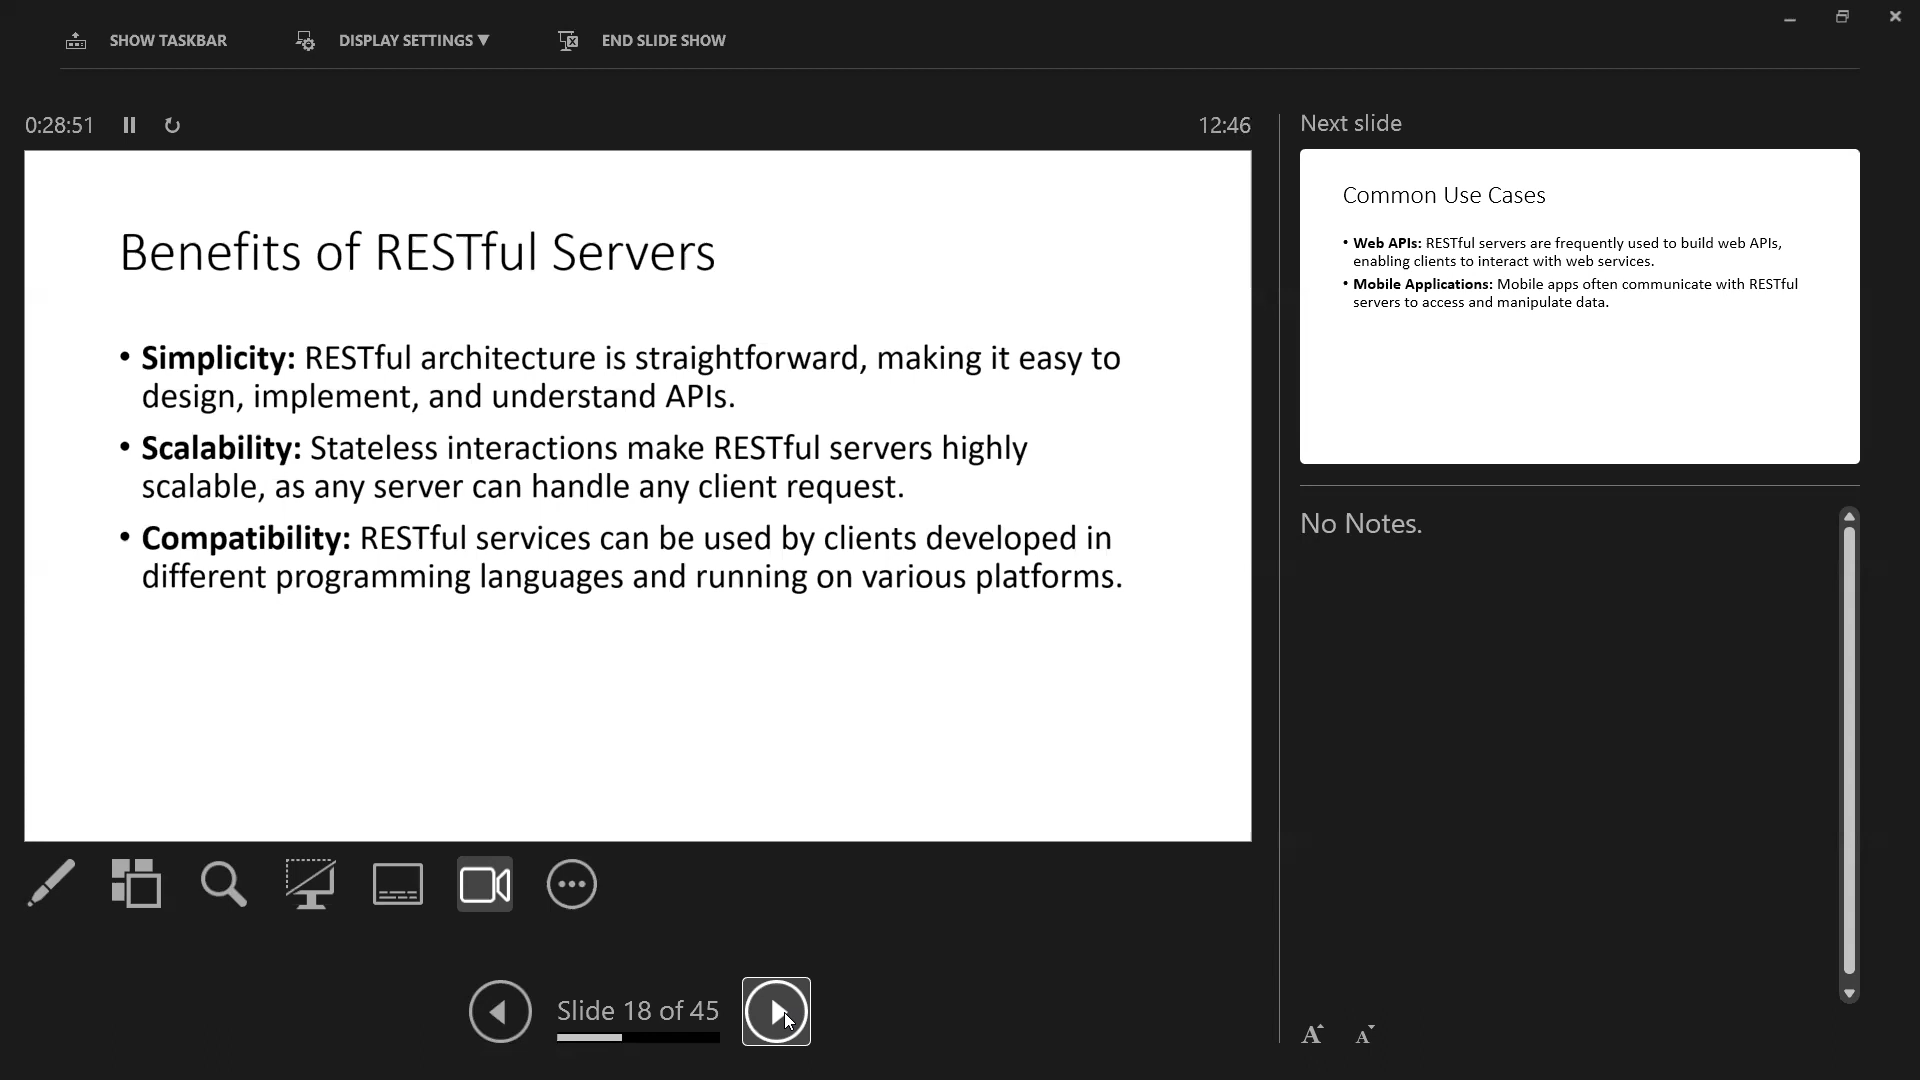 SHOW TASKBAR
DISPLAY SETTINGS ▼
END SLIDE SHOW
0:28:51
12:46
Benefits of RESTful Servers
• Simplicity: RESTful architecture is straightforward, making it easy to
design, implement, and understand APIs.
• Scalability: Stateless interactions make RESTful servers highly
scalable, as any server can handle any client request.
• Compatibility: RESTful services can be used by clients developed in
different programming languages and running on various platforms.
Slide 18 of 45
Next slide
Common Use Cases
• Web APIs: RESTful servers are frequently used to build web APIs,
enabling clients to interact with web services.
• Mobile Applications: Mobile apps often communicate with RESTful
servers to access and manipulate data.
No Notes.
A A